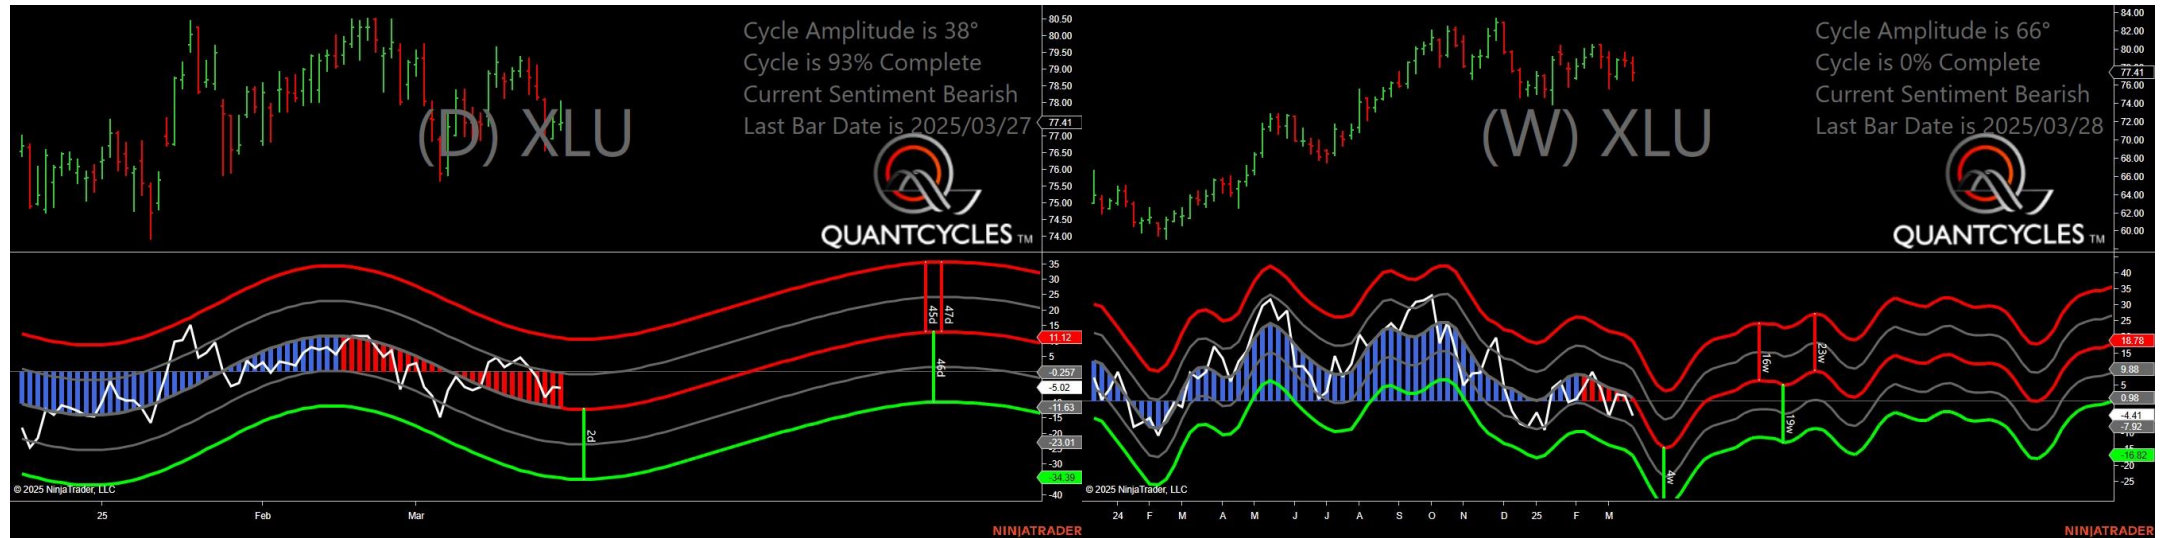 Cycle Amplitude is 38°
Cycle is 93% Complete
Current Sentiment Bearish
Last Bar Date is 2025/03/27
(D) XLU
QUANTCYCLES TM
80.50
80.00
79.50
79.00
78.50
78.00
77.41
77.00
76.50
76.00
75.50
75.00
74.50
74.00
35
30
25
20
15
11.12
5
-0.257
-5.02
-11.63
-15
-23.01
-30
-34.39
-40
45d
47d
46d
2d
© 2025 NinjaTrader, LLC
25
Feb
Mar
NINJATRADER
Cycle Amplitude is 66°
Cycle is 0% Complete
Current Sentiment Bearish
Last Bar Date is 2025/03/28
(W) XLU
QUANTCYCLES TM
84.00
82.00
80.00
77.41
76.00
74.00
72.00
70.00
68.00
66.00
64.00
62.00
60.00
40
35
30
25
18.78
15
9.88
5
0.98
-4.41
-7.92
-16.82
-20
-25
16w
23w
19w
4w
© 2025 NinjaTrader, LLC
24
F
M
A
M
J
J
A
S
O
N
D
25
F
M
NINJATRADER